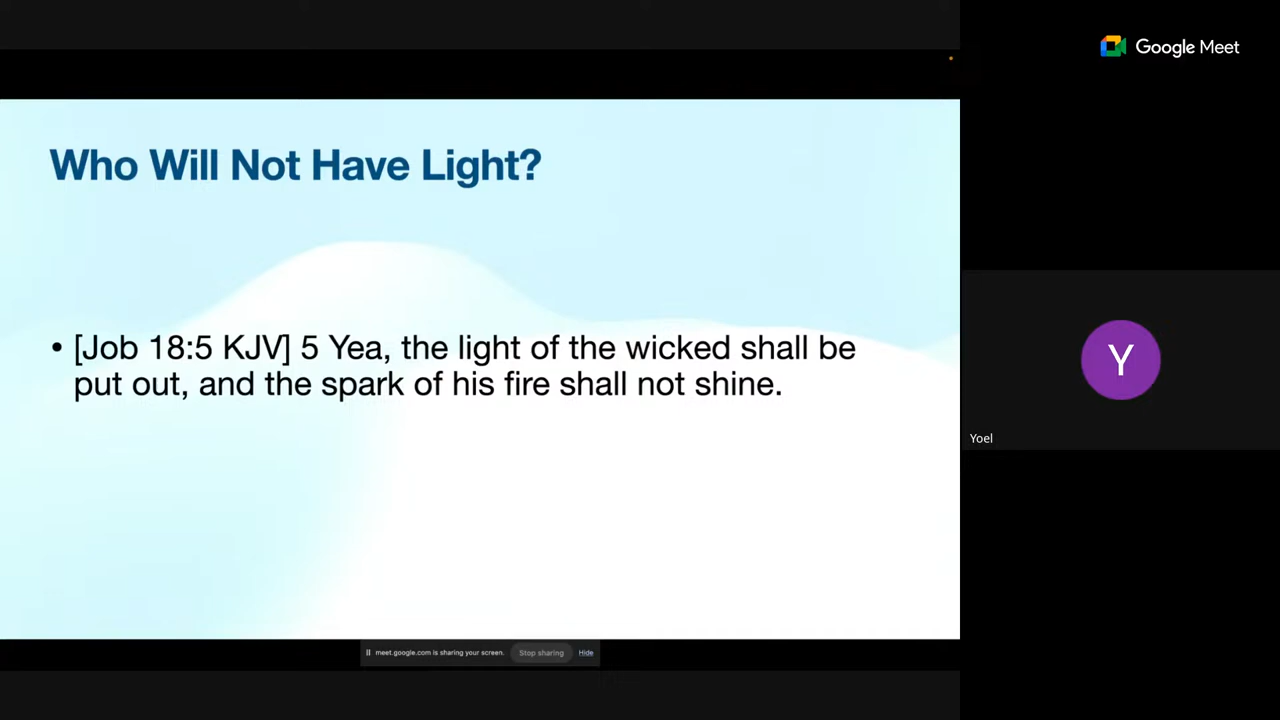 Google Meet
Who Will Not Have Light?
• [Job 18:5 KJV] 5 Yea, the light of the wicked shall be
put out, and the spark of his fire shall not shine.
Y
Yoel
meet.google.com is sharing your screen. Stop sharing Hide